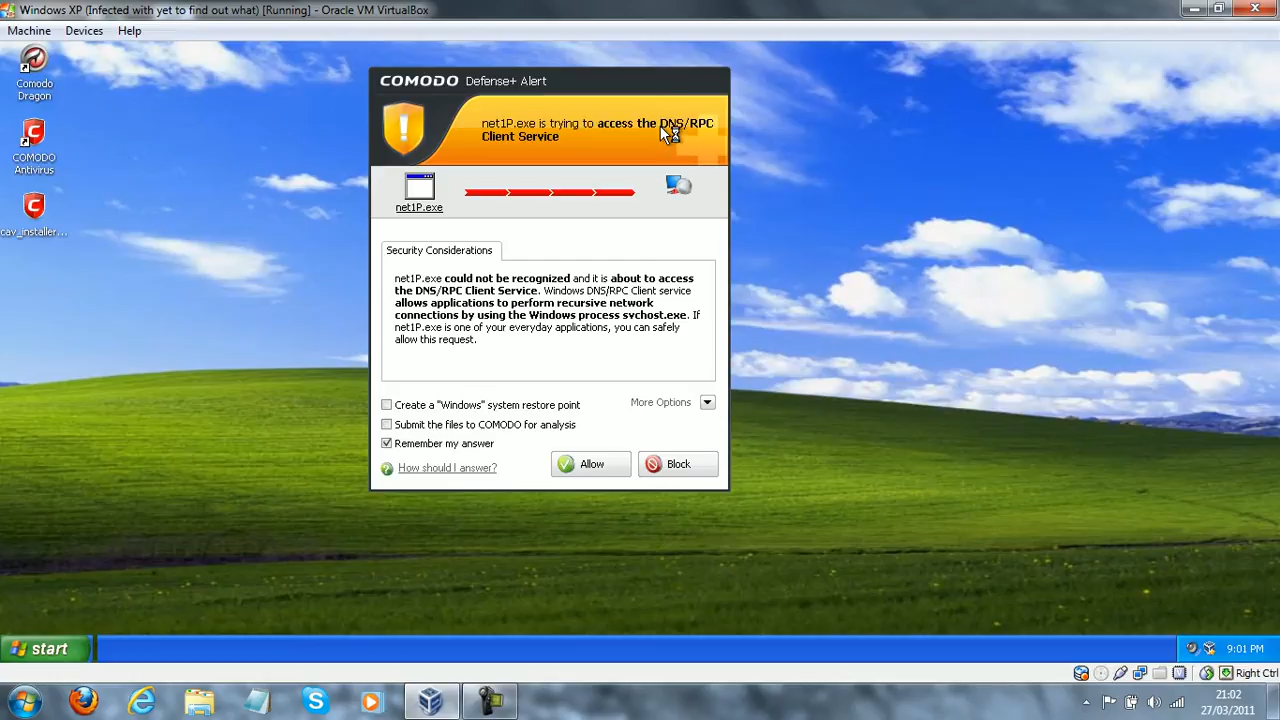 Windows XP (Infected with yet to find out what) [Running] - Oracle VM VirtualBox
Machine Devices Help
Comodo
Dragon
COMODO
Antivirus
cav_installer...
COMODO Defense+ Alert
net1P.exe is trying to access the DNS/RPC
Client Service
net1P.exe
Security Considerations
net1P.exe could not be recognized and it is about to access
the DNS/RPC Client Service. Windows DNS/RPC Client service
allows applications to perform recursive network
connections by using the Windows process svchost.exe. If
net1P.exe is one of your everyday applications, you can safely
allow this request.
Create a "Windows" system restore point
More Options
Submit the files to COMODO for analysis
Remember my answer
How should I answer?
Allow
Block
start
9:01 PM
Right Ctrl
21:02
27/03/2011